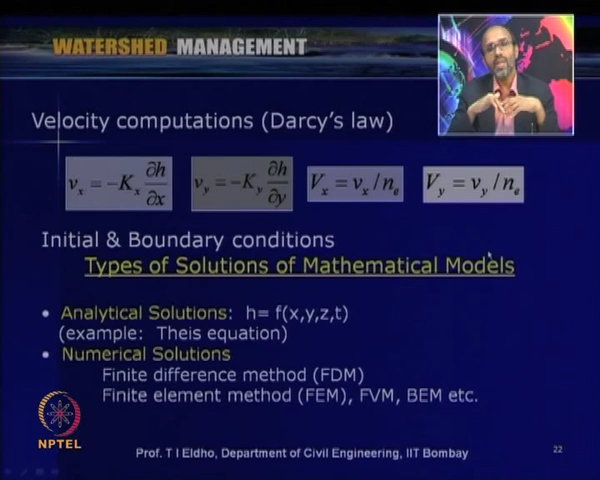 WATERSHED MANAGEMENT
Velocity computations (Darcy's law)
v_x = -K_x ∂h/∂x   v_y = -K_y ∂h/∂y   V_x = v_x / n_e   V_y = v_y / n_e
Initial & Boundary conditions
Types of Solutions of Mathematical Models
• Analytical Solutions: h= f(x,y,z,t)
(example: Theis equation)
• Numerical Solutions
Finite difference method (FDM)
Finite element method (FEM), FVM, BEM etc.
NPTEL
Prof. T I Eldho, Department of Civil Engineering, IIT Bombay
22